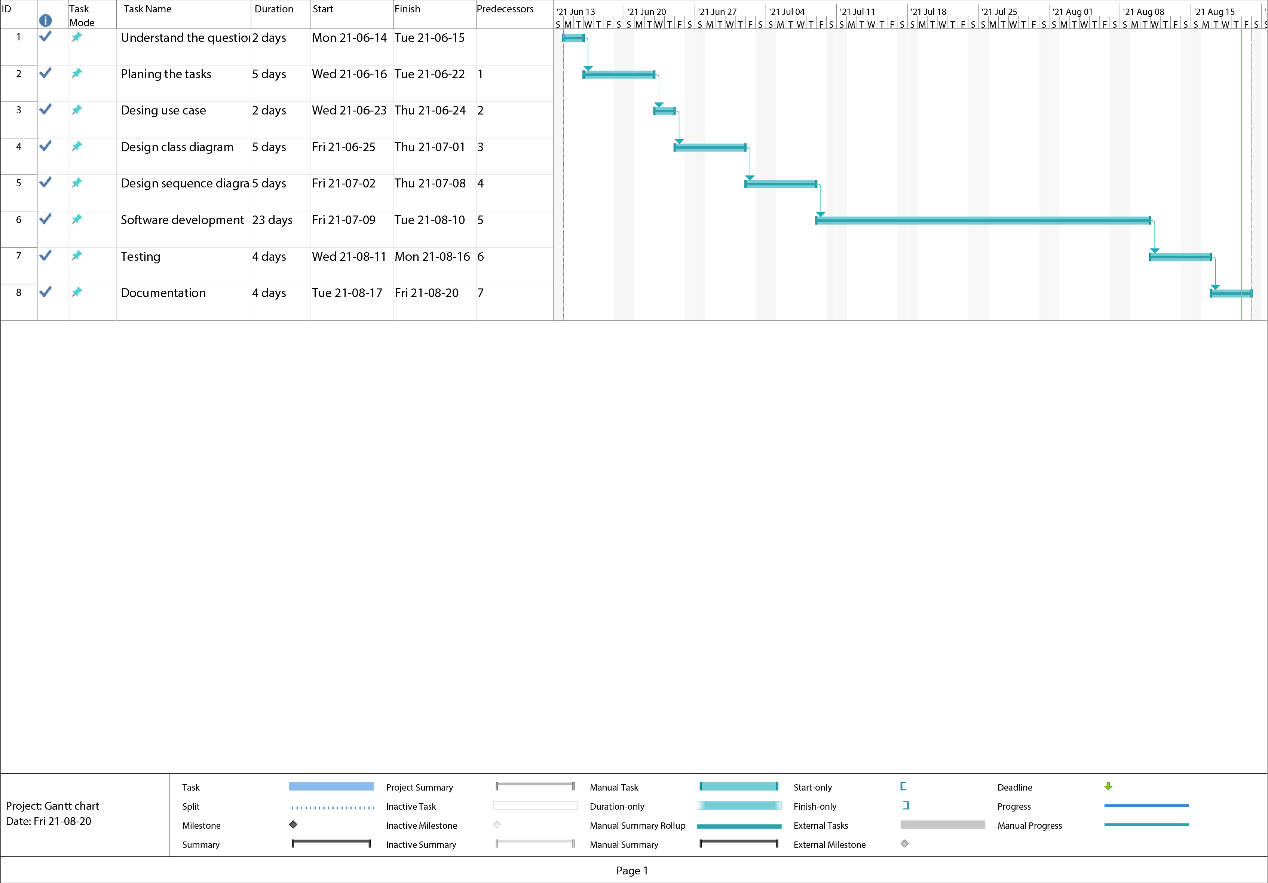 ID Task Mode Task Name Duration Start Finish Predecessors
'21 Jun 13 '21 Jun 20 '21 Jun 27 '21 Jul 04 '21 Jul 11 '21 Jul 18 '21 Jul 25 '21 Aug 01 '21 Aug 08 '21 Aug 15
S M T W T F S S M T W T F S S M T W T F S S M T W T F S S M T W T F S S M T W T F S S M T W T F S S M T W T F S S M T W T F S S M T W T F S S
1 Understand the question 2 days Mon 21-06-14 Tue 21-06-15
2 Planing the tasks 5 days Wed 21-06-16 Tue 21-06-22 1
3 Desing use case 2 days Wed 21-06-23 Thu 21-06-24 2
4 Design class diagram 5 days Fri 21-06-25 Thu 21-07-01 3
5 Design sequence diagra 5 days Fri 21-07-02 Thu 21-07-08 4
6 Software development 23 days Fri 21-07-09 Tue 21-08-10 5
7 Testing 4 days Wed 21-08-11 Mon 21-08-16 6
8 Documentation 4 days Tue 21-08-17 Fri 21-08-20 7
Project: Gantt chart
Date: Fri 21-08-20
Task Project Summary Manual Task Start-only Deadline
Split Inactive Task Duration-only Finish-only Progress
Milestone Inactive Milestone Manual Summary Rollup External Tasks Manual Progress
Summary Inactive Summary Manual Summary External Milestone
Page 1